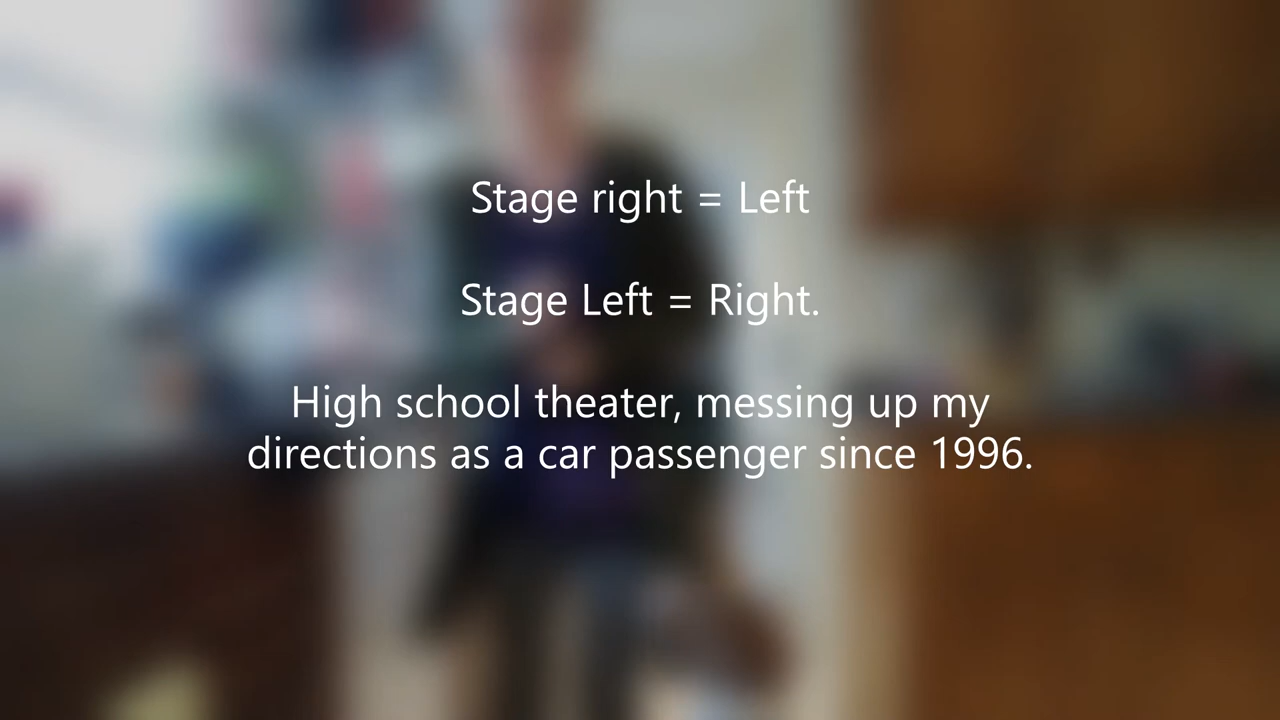 Stage right = Left
Stage Left = Right.
High school theater, messing up my
directions as a car passenger since 1996.